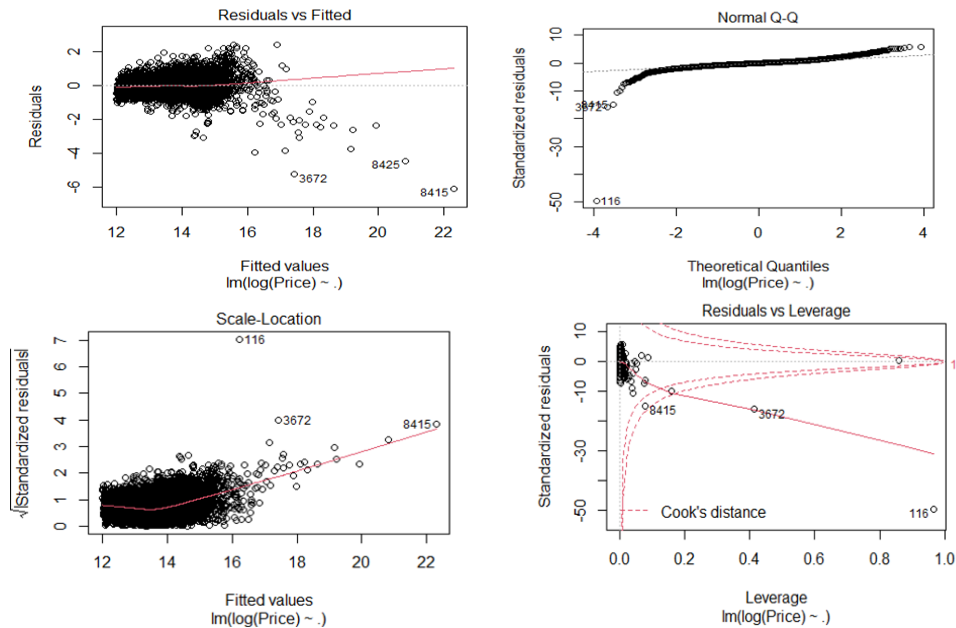 Residuals vs Fitted
Residuals
2
0
-2
-4
-6
3672
8425
8415
12 14 16 18 20 22
Fitted values
lm(log(Price) ~ .)
Normal Q-Q
Standardized residuals
10
0
-10
-30
-50
8415
3672
116
-4 -2 0 2 4
Theoretical Quantiles
lm(log(Price) ~ .)
Scale-Location
√|Standardized residuals|
7
6
5
4
3
2
1
0
116
3672
8415
12 14 16 18 20 22
Fitted values
lm(log(Price) ~ .)
Residuals vs Leverage
Standardized residuals
10
0
-10
-30
-50
1
8415
3672
116
Cook's distance
0.0 0.2 0.4 0.6 0.8 1.0
Leverage
lm(log(Price) ~ .)